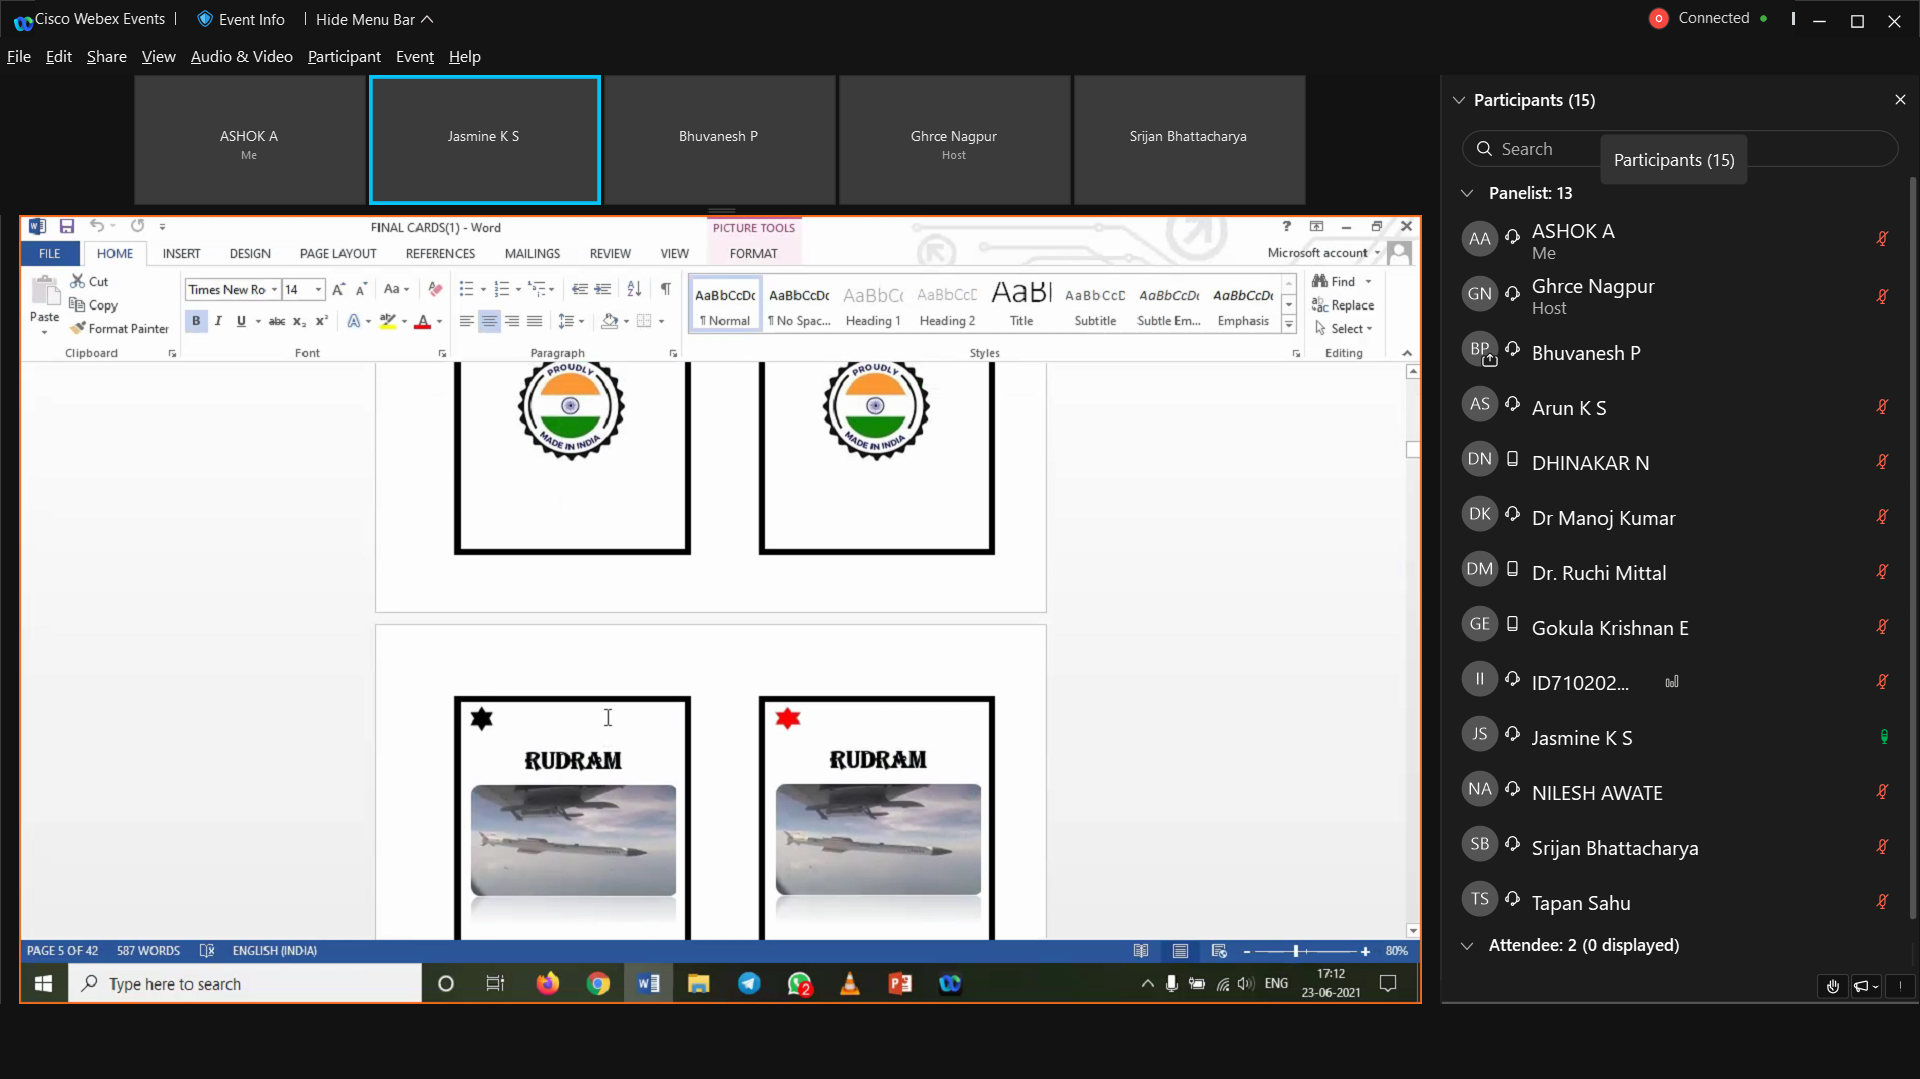 Cisco Webex Events | Event Info | Hide Menu Bar
Connected
File Edit Share View Audio & Video Participant Event Help
ASHOK A
Me
Jasmine K S
Bhuvanesh P
Ghrce Nagpur
Host
Srijan Bhattacharya
FINAL CARDS(1) - Word
PICTURE TOOLS
?
FILE HOME INSERT DESIGN PAGE LAYOUT REFERENCES MAILINGS REVIEW VIEW FORMAT
Microsoft account
Paste
Cut
Copy
Format Painter
Clipboard
Times New Ro 14
Aa
B I U abc x₂ x²
Font
Paragraph
AaBbCcDc
¶ Normal
AaBbCcDc
¶ No Spac...
AaBbCc
Heading 1
AaBbCcC
Heading 2
AaBl
Title
AaBbCcD
Subtitle
AaBbCcDc
Subtle Em...
AaBbCcDc
Emphasis
Styles
Find
Replace
Select
Editing
PROUDLY
MADE IN INDIA
PROUDLY
MADE IN INDIA
RUDRAM
RUDRAM
PAGE 5 OF 42 587 WORDS ENGLISH (INDIA)
80%
Type here to search
2
ENG
17:12
23-06-2021
Participants (15)
Search
Participants (15)
Panelist: 13
AA ASHOK A
Me
GN Ghrce Nagpur
Host
BP Bhuvanesh P
AS Arun K S
DN DHINAKAR N
DK Dr Manoj Kumar
DM Dr. Ruchi Mittal
GE Gokula Krishnan E
II ID710202...
JS Jasmine K S
NA NILESH AWATE
SB Srijan Bhattacharya
TS Tapan Sahu
Attendee: 2 (0 displayed)